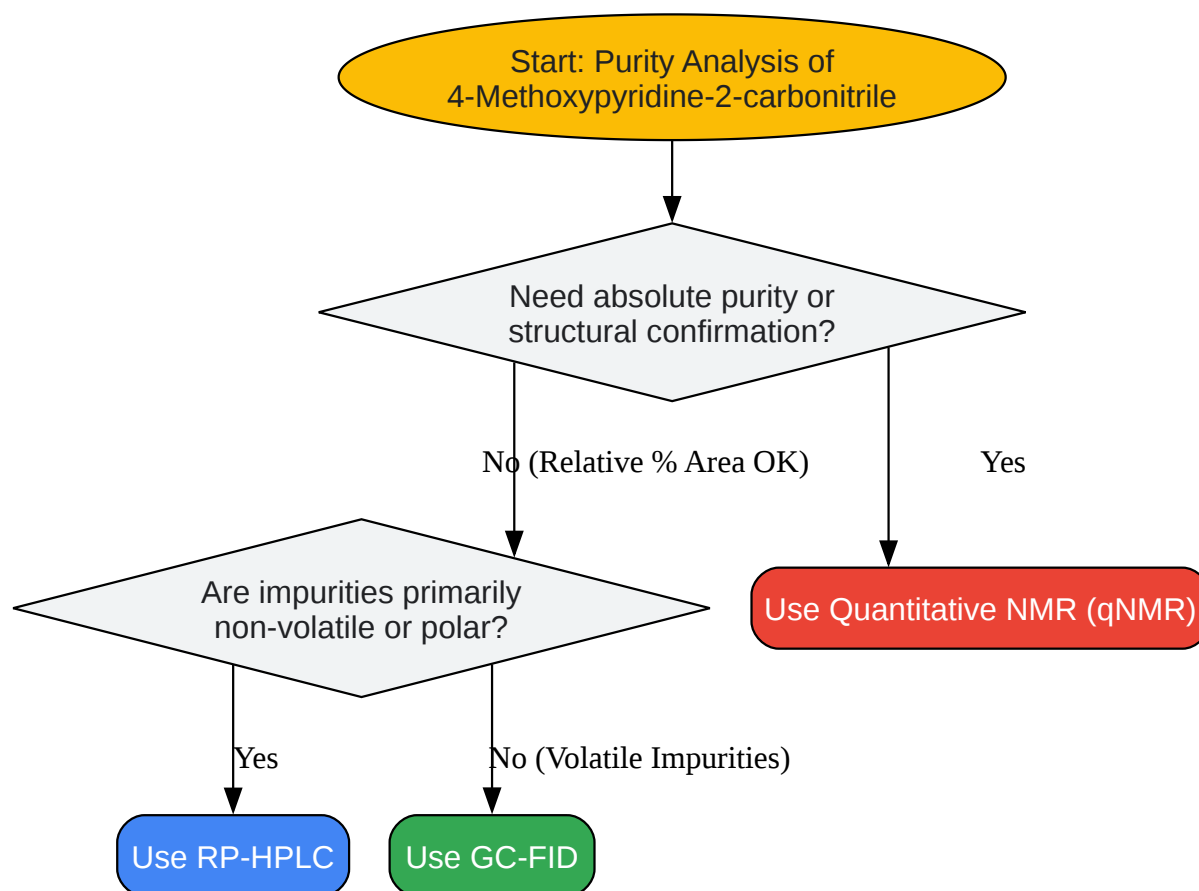 Start: Purity Analysis of
4-Methoxypyridine-2-carbonitrile
Need absolute purity or
structural confirmation?
No (Relative % Area OK)
Yes
Are impurities primarily
non-volatile or polar?
Use Quantitative NMR (qNMR)
Yes
No (Volatile Impurities)
Use RP-HPLC
Use GC-FID